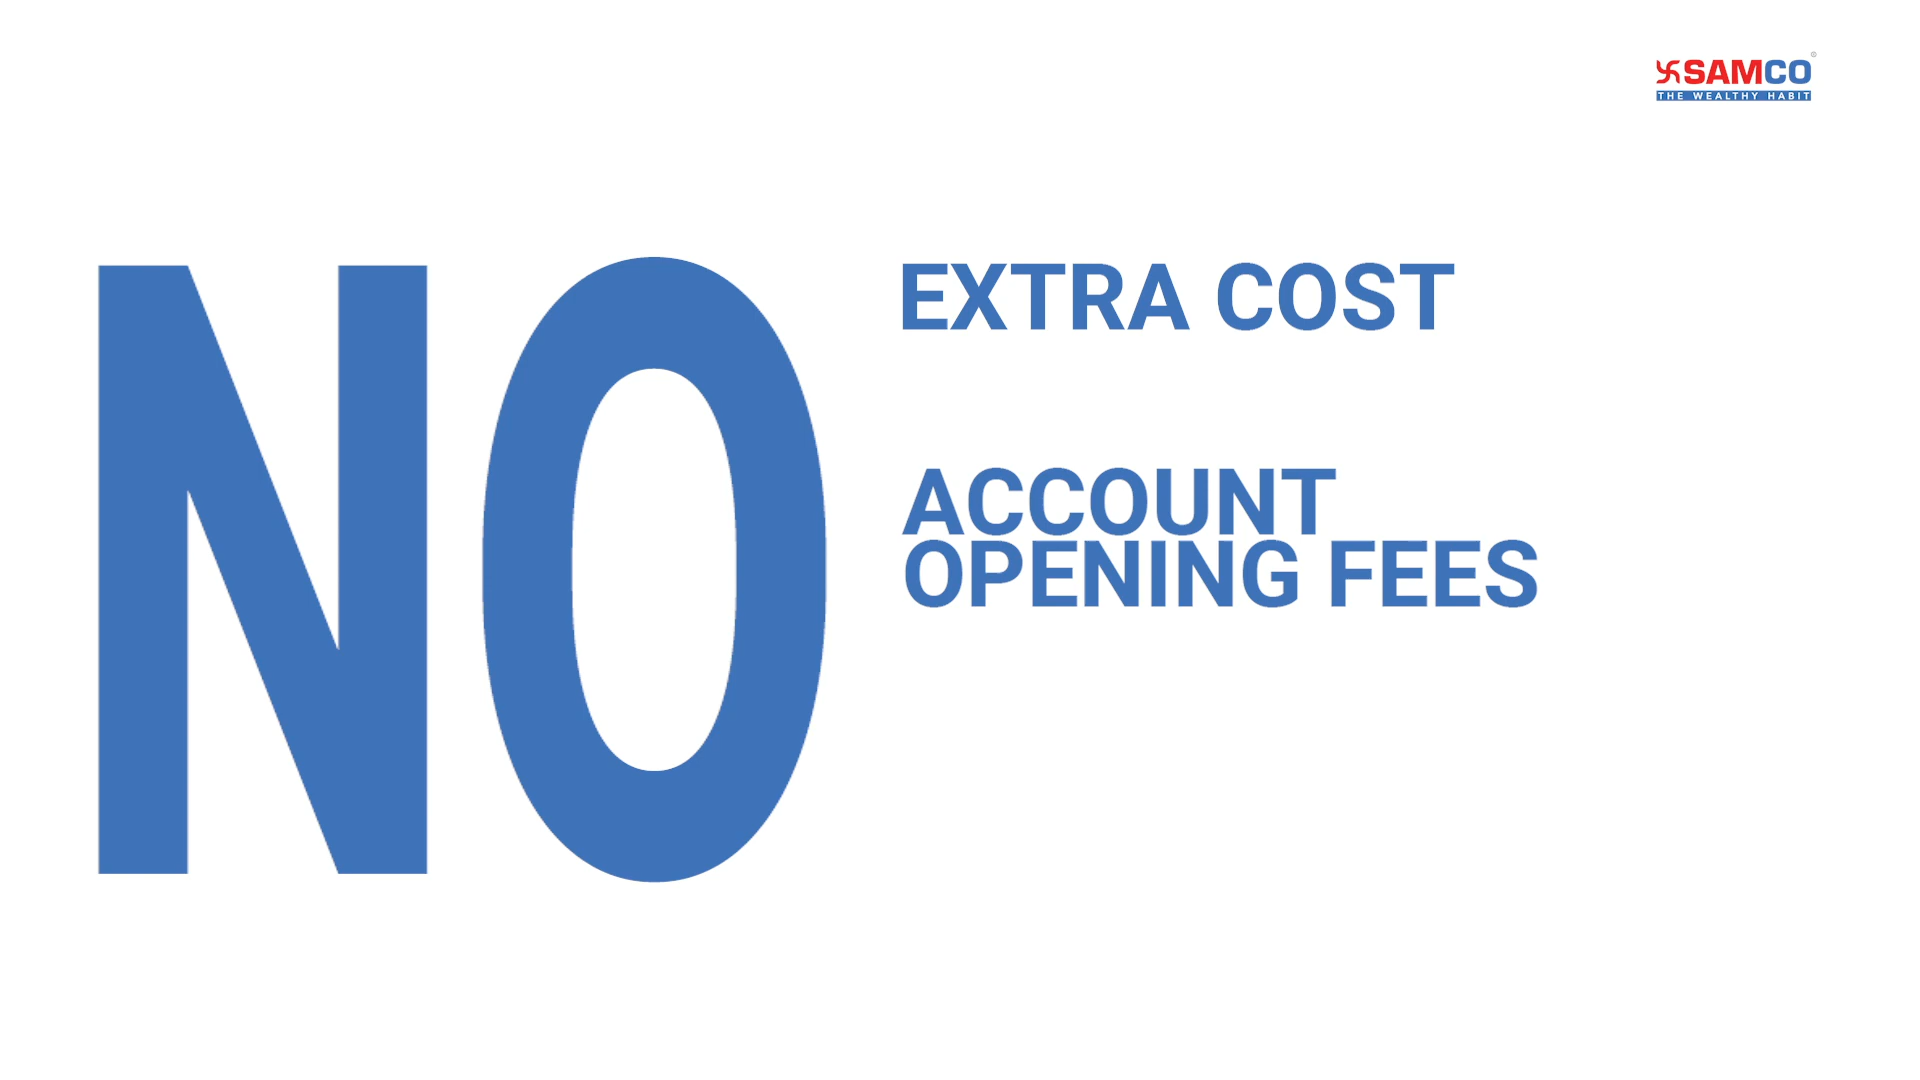 SAMCO
THE WEALTHY HABIT
NO
EXTRA COST
ACCOUNT
OPENING FEES